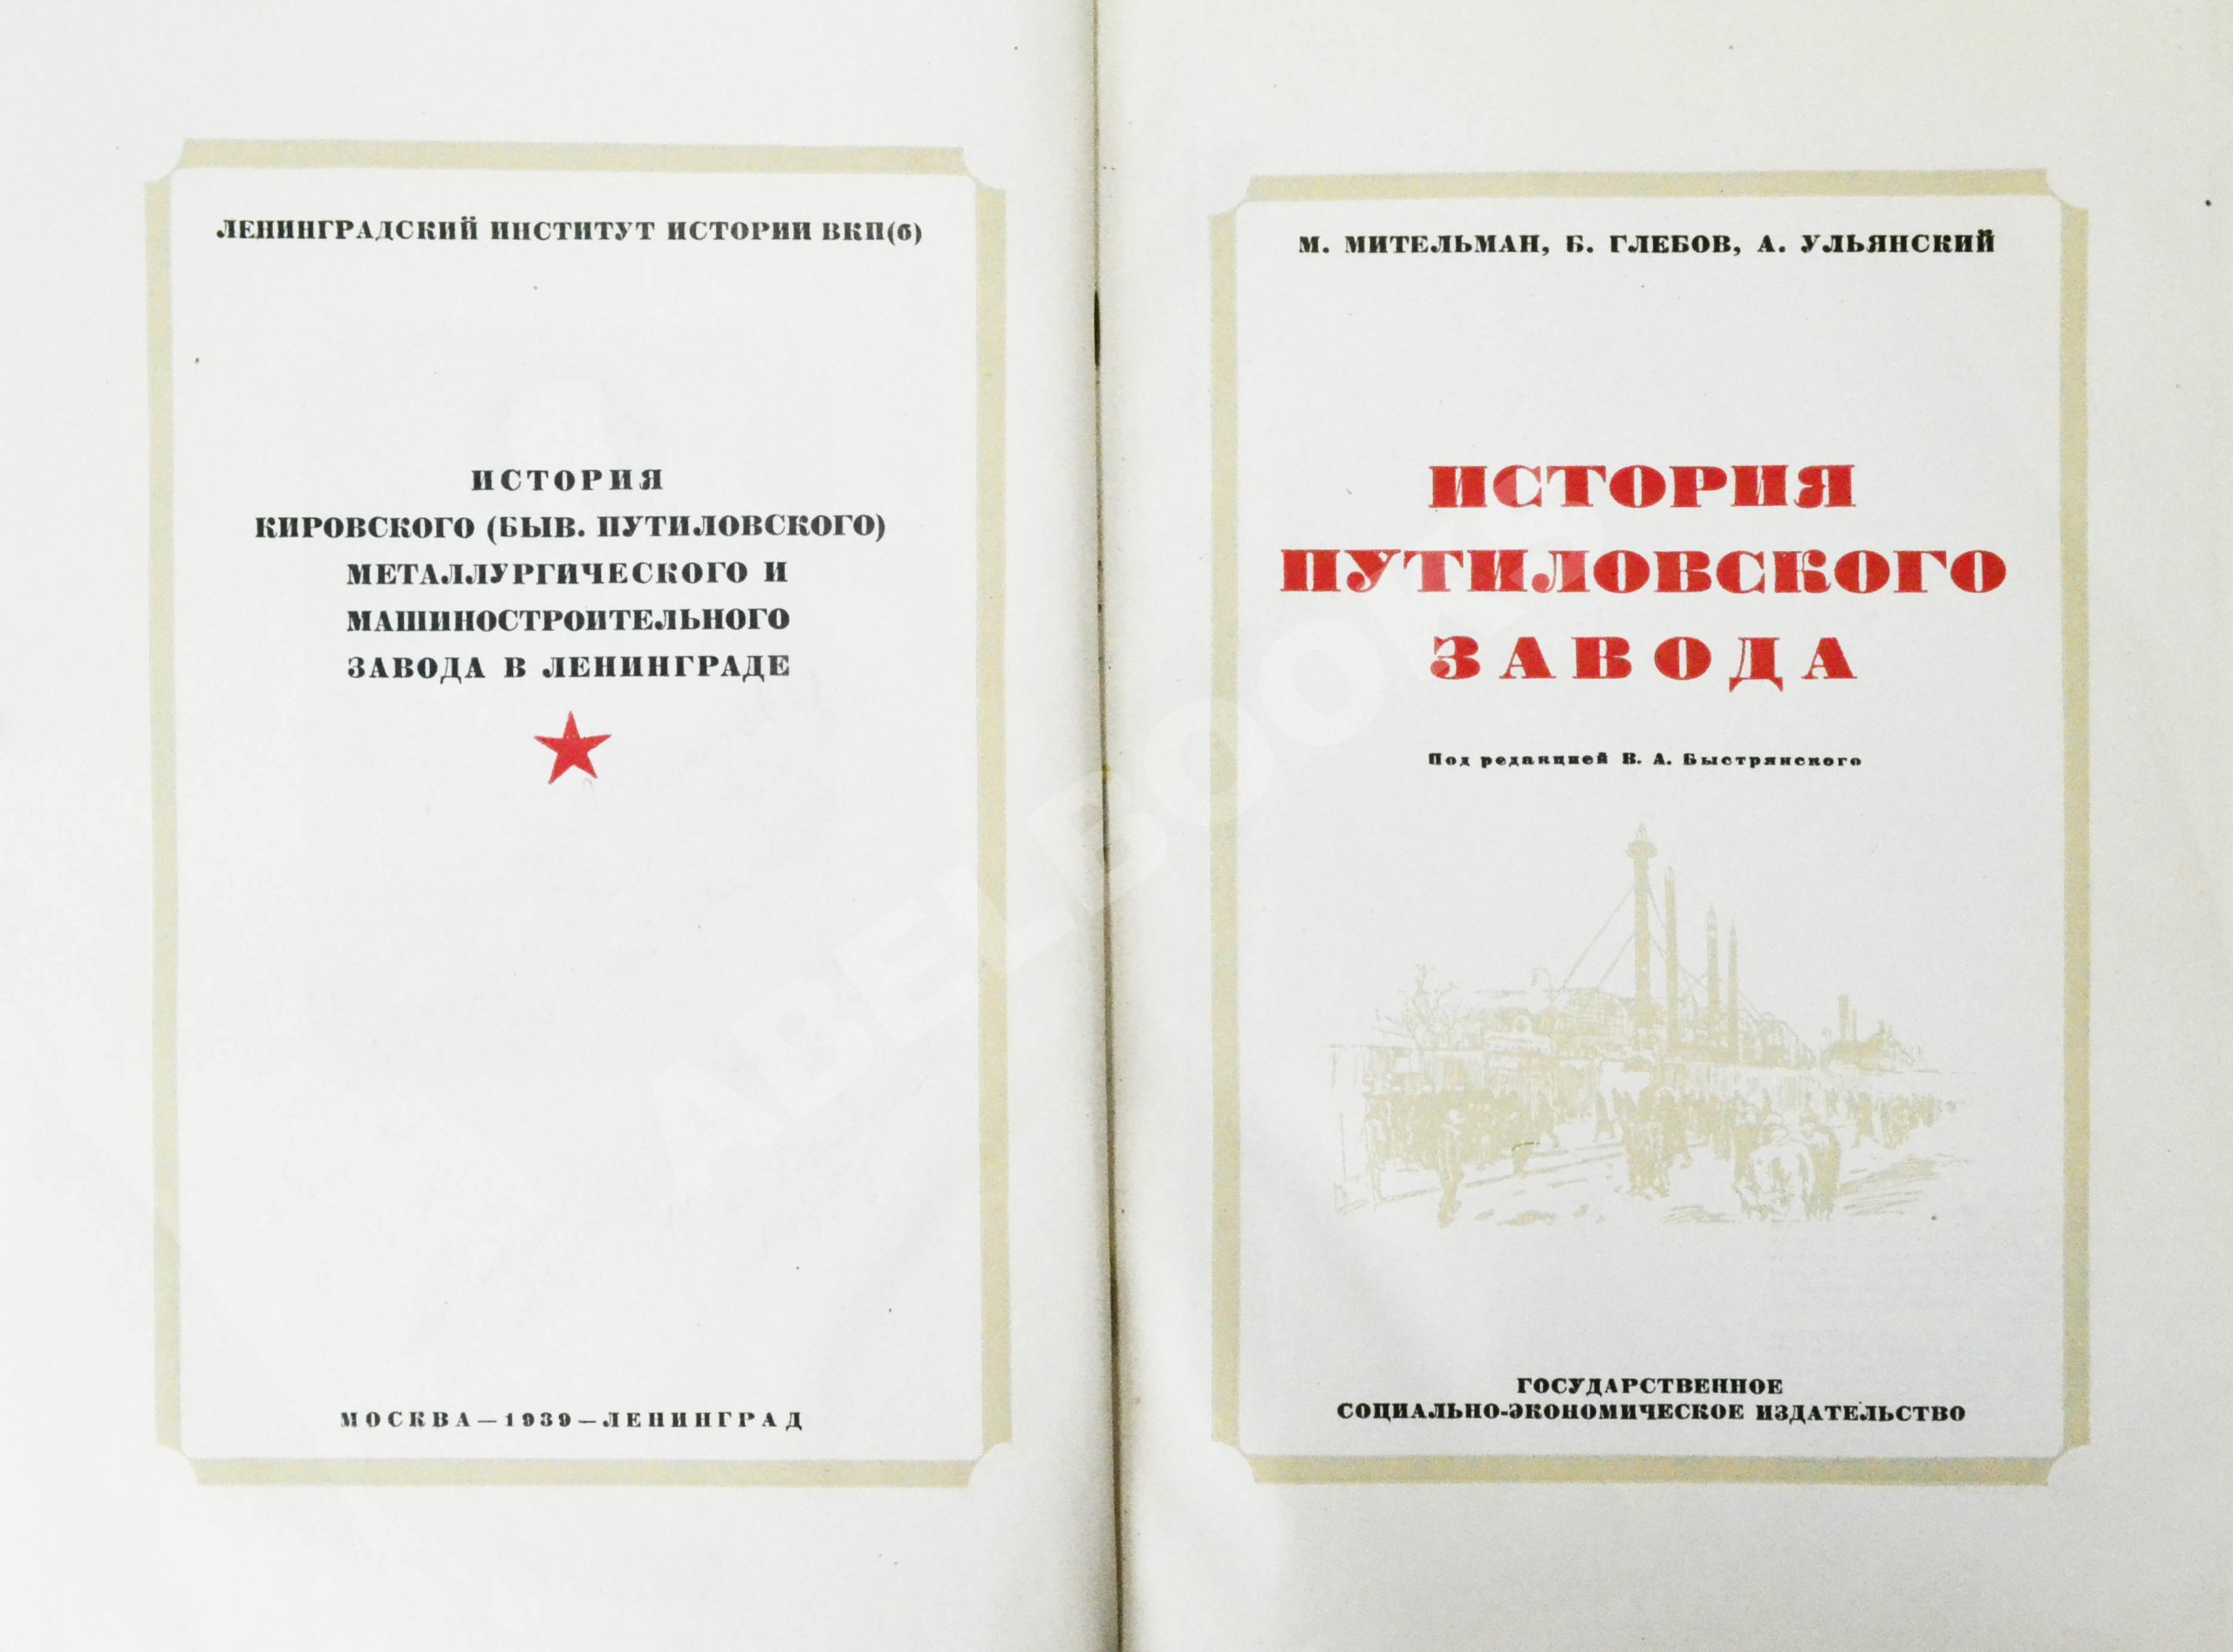 ЛЕНИНГРАДСКИЙ ИНСТИТУТ ИСТОРИИ ВКП(б)
ИСТОРИЯ
КИРОВСКОГО (БЫВ. ПУТИЛОВСКОГО)
МЕТАЛЛУРГИЧЕСКОГО И
МАШИНОСТРОИТЕЛЬНОГО
ЗАВОДА В ЛЕНИНГРАДЕ
МОСКВА—1939—ЛЕНИНГРАД
М. МИТЕЛЬМАН, Б. ГЛЕБОВ, А. УЛЬЯНСКИЙ
ИСТОРИЯ
ПУТИЛОВСКОГО
ЗАВОДА
Под редакцией В. А. Быстрянского
ГОСУДАРСТВЕННОЕ
СОЦИАЛЬНО-ЭКОНОМИЧЕСКОЕ ИЗДАТЕЛЬСТВО
ABELBOOKS